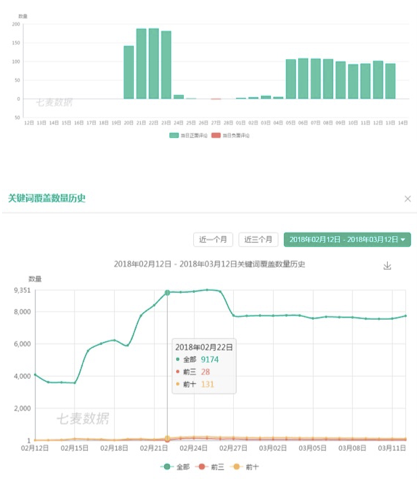 数量
200
150
100
50
0
50
12日 13日 14日 15日 16日 17日 18日 19日 20日 21日 22日 23日 24日 25日 26日 27日 28日 01日 02日 03日 04日 05日 06日 07日 08日 09日 10日 11日 12日 13日 14日
七麦数据
当日正面评论 当日负面评论
关键词覆盖数量历史
近一个月 近三个月 2018年02月12日 - 2018年03月12日
2018年02月12日 - 2018年03月12日关键词覆盖数量历史
数量
9,351
8,000
6,000
4,000
2,000
1
2018年02月22日
全部 9174
前三 28
前十 131
七麦数据
02月12日 02月15日 02月18日 02月21日 02月24日 02月27日 03月02日 03月05日 03月08日 03月11日
全部 前三 前十